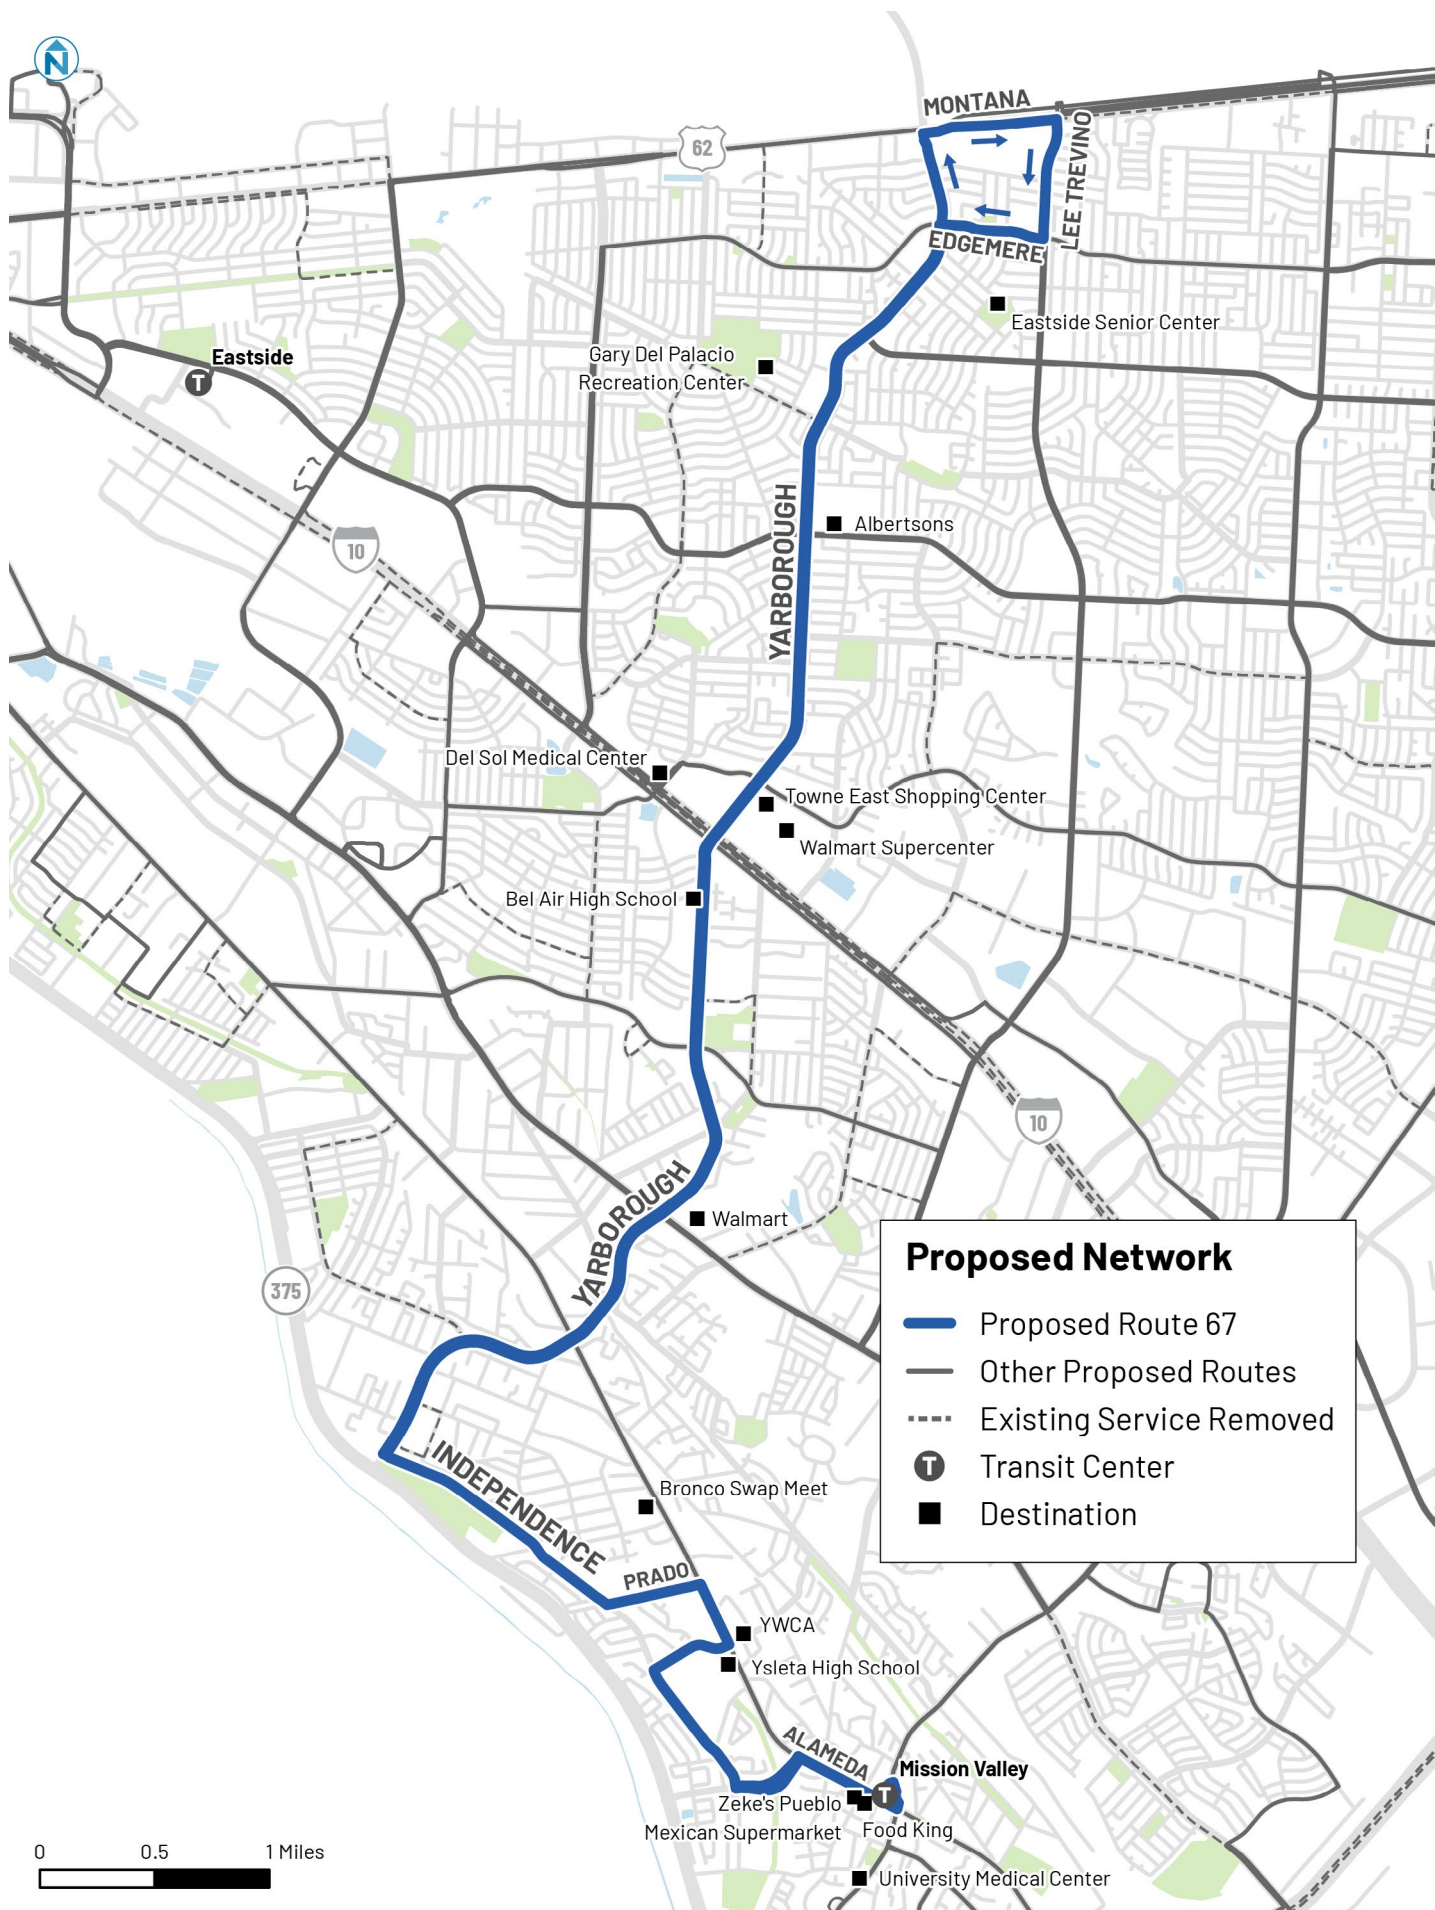 N
MONTANA
LEE TREVINO
62
EDGEMERE
Eastside Senior Center
Eastside
T
Gary Del Palacio
Recreation Center
YARBOROUGH
Albertsons
10
Del Sol Medical Center
Towne East Shopping Center
Walmart Supercenter
Bel Air High School
10
YARBOROUGH
Walmart
375
Proposed Network
Proposed Route 67
Other Proposed Routes
Existing Service Removed
T Transit Center
Destination
INDEPENDENCE
Bronco Swap Meet
PRADO
YWCA
Ysleta High School
ALAMEDA
Mission Valley
T
Zeke's Pueblo
Mexican Supermarket
Food King
University Medical Center
0 0.5 1 Miles